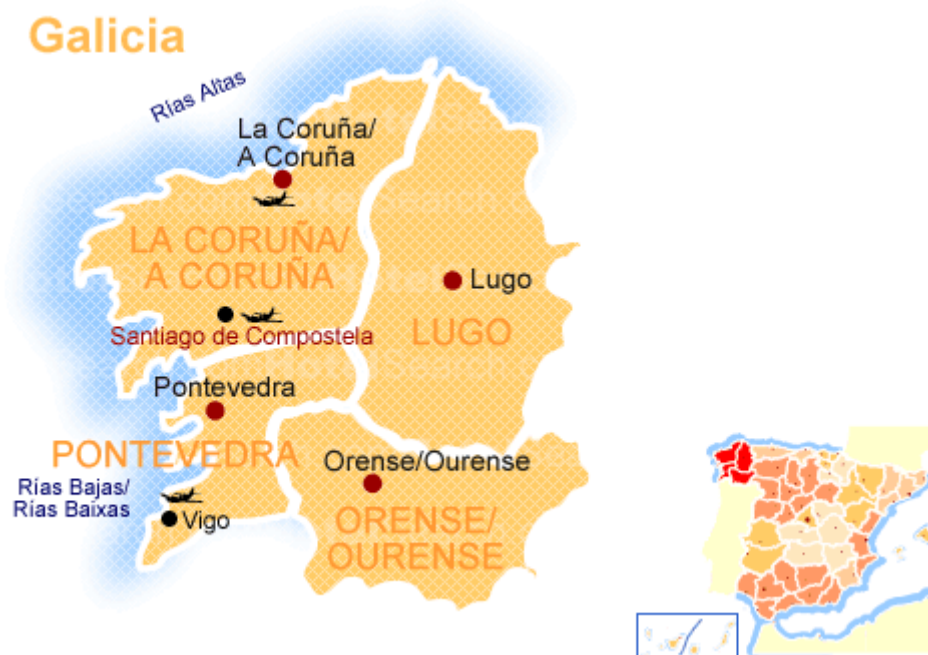 Galicia
Rías Altas
La Coruña/
A Coruña
LA CORUÑA/
A CORUÑA
Lugo
LUGO
Santiago de Compostela
Pontevedra
PONTEVEDRA
Orense/Ourense
Rías Bajas/
Rías Baixas
Vigo
ORENSE/
OURENSE